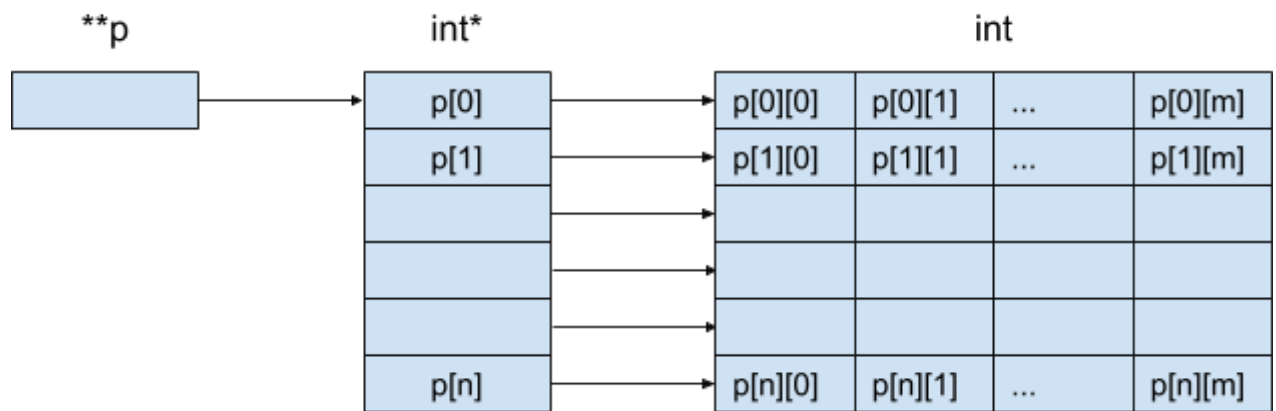 **p int* int
p[0] p[0][0] p[0][1] ... p[0][m]
p[1] p[1][0] p[1][1] ... p[1][m]
p[n] p[n][0] p[n][1] ... p[n][m]